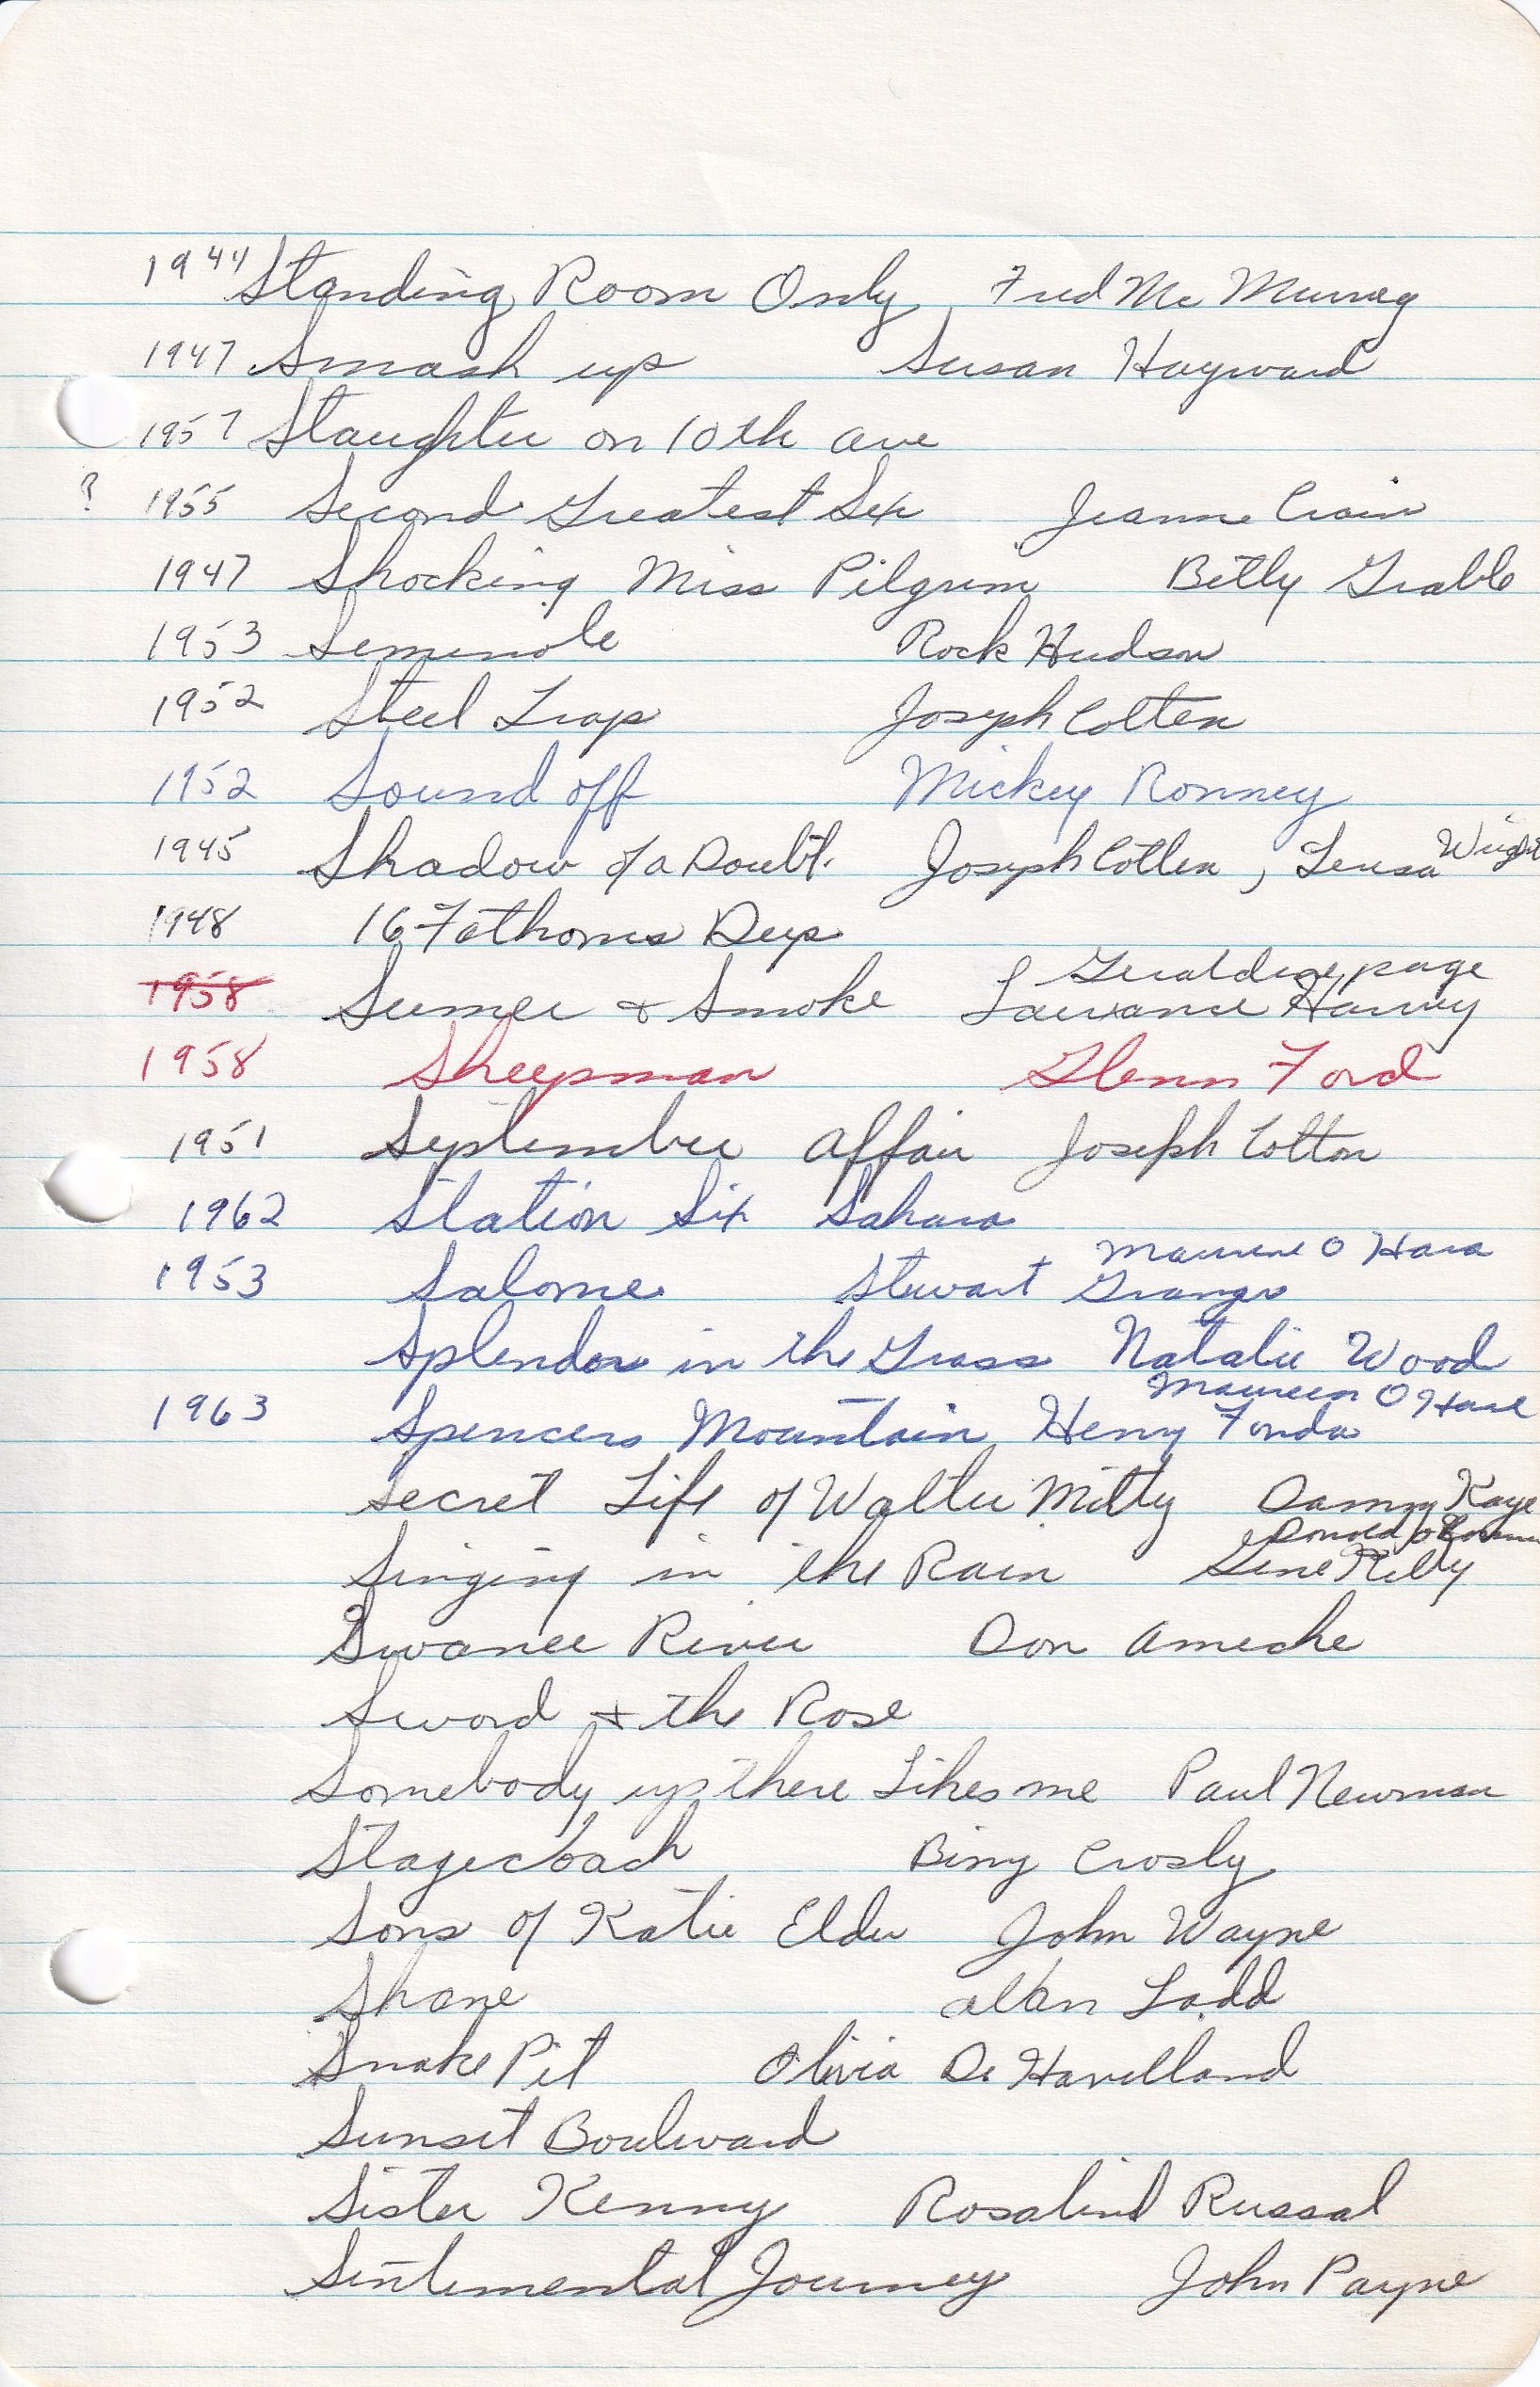 1944 Standing Room Only Fred Mc Murray
1947 Smash up Susan Hayward
1957 Slaughter on 10th ave
? 1955 Second Greatest Sex Jeanne Crain
1947 Shocking Miss Pilgrim Betty Grable
1953 Seminole Rock Hudson
1952 Steel Trap Joseph Cotten
1952 Sound off Mickey Ronney
1945 Shadow of a Doubt. Joseph Cotten, Teresa Wright
1948 16 Fathoms Deep
Geraldine page
1958 Sumer & Smoke Lawrance Harvey
1958 Sheepman Glenn Ford
1951 September affair Joseph Cotton
1962 Station Six Sahara
+ Maureen O Hara
1953 Salome Stewart Granger
Splendor in the Grass Natalie Wood
Maureen O Hara
1963 Spencers Mountain Henry Fonda
Secret Life of Walter Mitty Danny Kaye
Donald
Singing in the Rain Gene Kelly
Swanee River Don ameche
Sword & the Rose
Somebody up there Likes me Paul Newman
Stagecoach Bing Crosby
Sons of Katie Elder John Wayne
Shane allan Ladd
Snake Pit Olivia De Havilland
Sunset Boulevard
Sister Kenny Rosalind Russal
Sentimental Journey John Payne